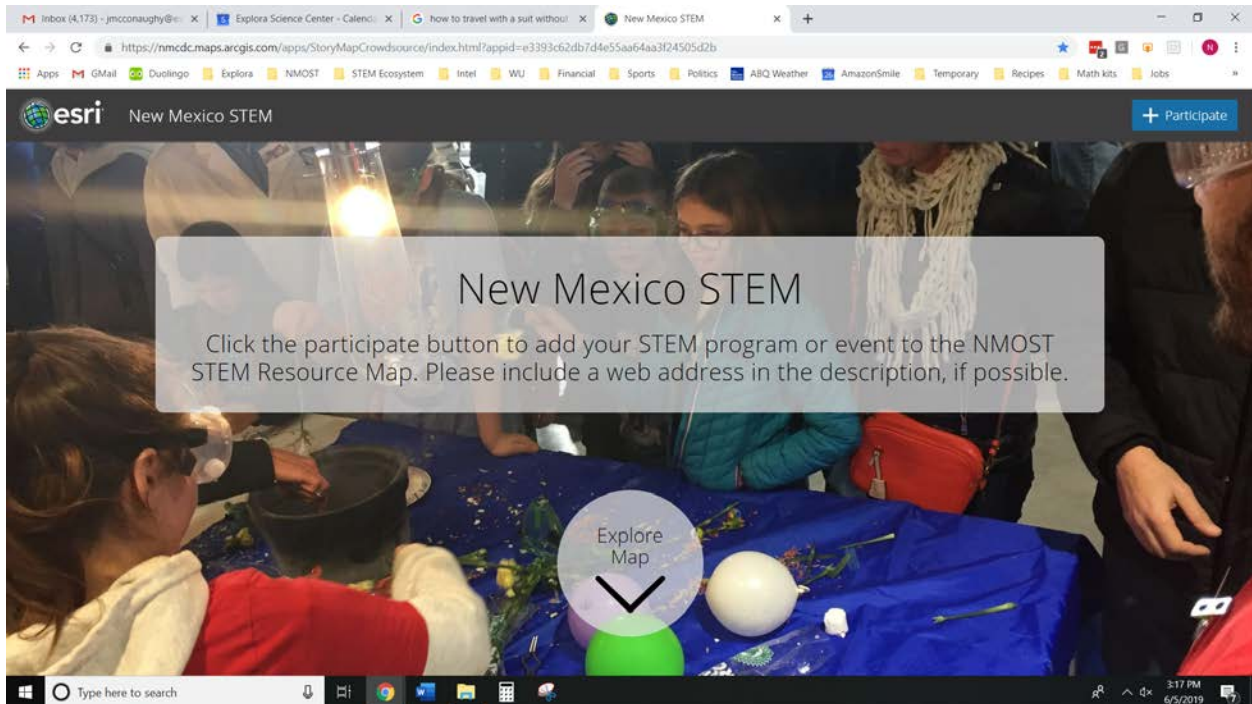 Inbox (4,173) - jmcconaughy@e
Explora Science Center - Calenda
how to travel with a suit without
New Mexico STEM
https://nmcdc.maps.arcgis.com/apps/StoryMapCrowdsource/index.html?appid=e3393c62db7d4e55aa64aa3f24505d2b
N
Apps
GMail
Duolingo
Explora
NMOST
STEM Ecosystem
Intel
WU
Financial
Sports
Politics
ABQ Weather
AmazonSmile
Temporary
Recipes
Math kits
Jobs
esri
New Mexico STEM
+ Participate
New Mexico STEM
Click the participate button to add your STEM program or event to the NMOST
STEM Resource Map. Please include a web address in the description, if possible.
Explore
Map
Type here to search
3:17 PM
6/5/2019